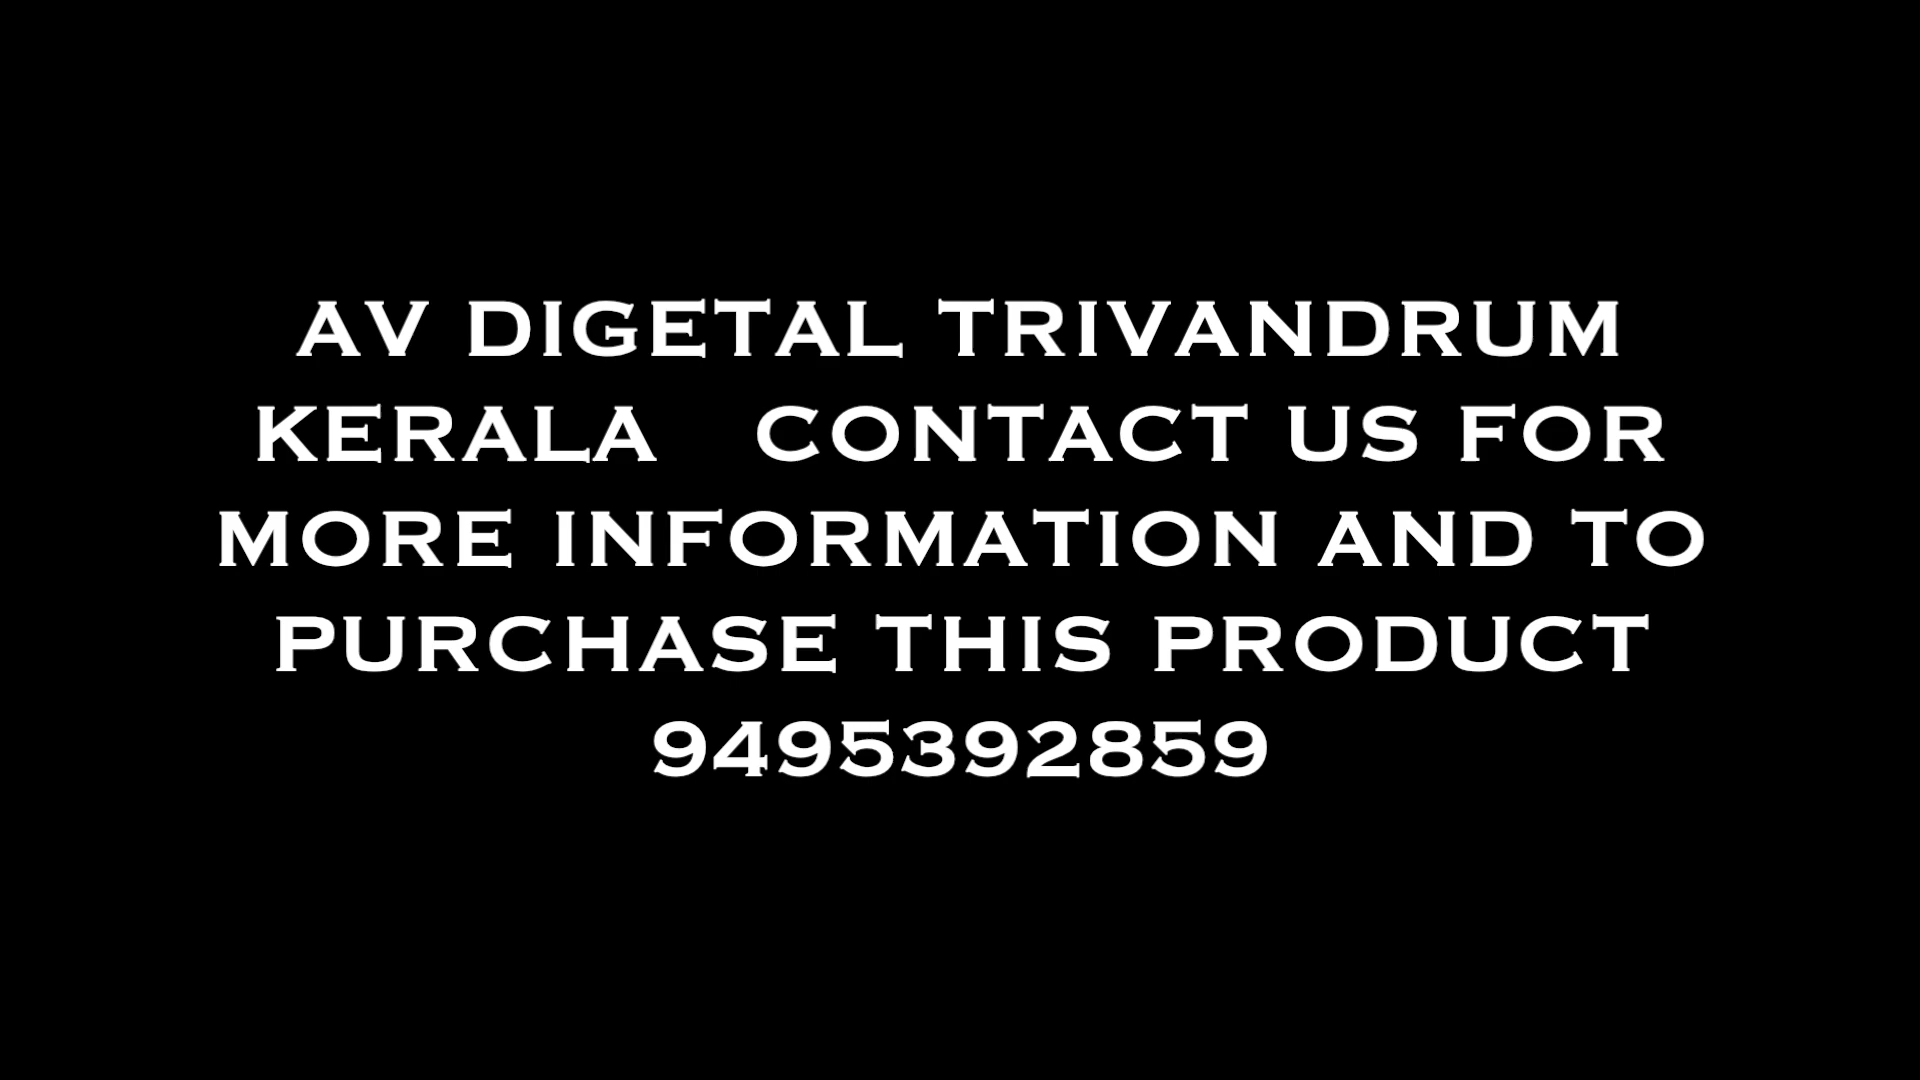 AV DIGETAL TRIVANDRUM
KERALA CONTACT US FOR
MORE INFORMATION AND TO
PURCHASE THIS PRODUCT
9495392859